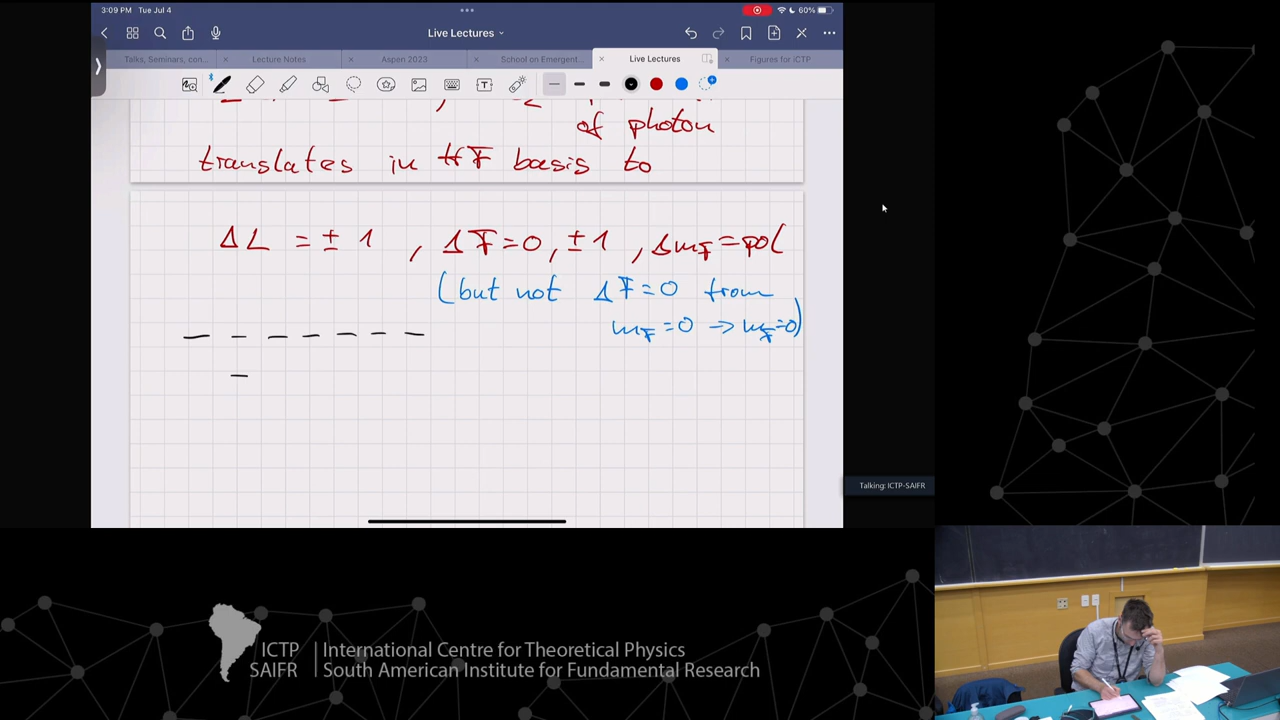 3:09 PM Tue Jul 4
60%
Live Lectures
Talks, Seminars, con...
Lecture Notes
Aspen 2023
School on Emergent...
Live Lectures
Figures for iCTP
of photon
translates in HF basis to
ΔL = ± 1 , ΔF=0, ±1 , Δm_F = pol
(but not ΔF=0 from
m_F=0 → m_F=0)
Talking: ICTP-SAIFR
ICTP
SAIFR
International Centre for Theoretical Physics
South American Institute for Fundamental Research